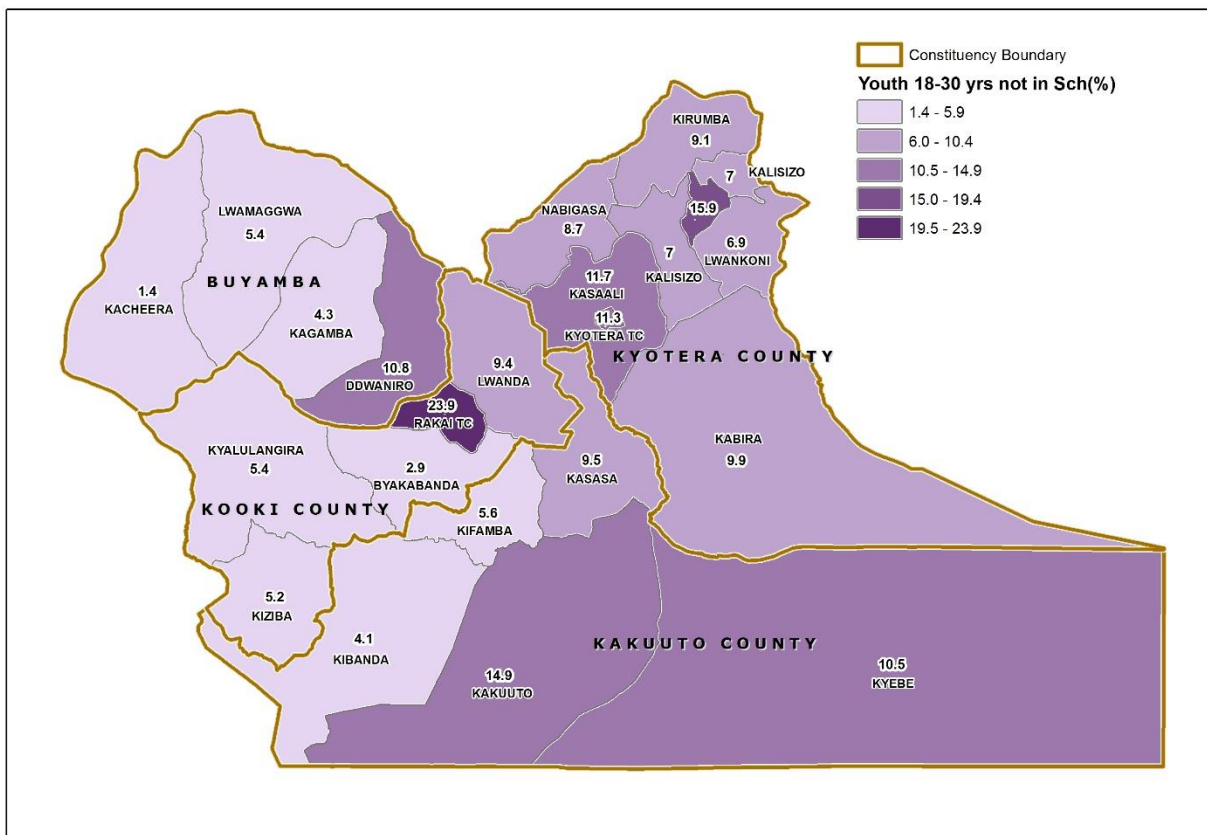 Constituency Boundary
Youth 18-30 yrs not in Sch(%)
1.4 - 5.9
6.0 - 10.4
10.5 - 14.9
15.0 - 19.4
19.5 - 23.9
KIRUMBA
9.1
7
KALISIZO
15.9
NABIGASA
8.7
6.9
LWANKONI
7
KALISIZO
11.7
KASAALI
11.3
KYOTERA TC
KYOTERA COUNTY
KABIRA
9.9
LWAMAGGWA
5.4
BUYAMBA
1.4
KACHEERA
4.3
KAGAMBA
10.8
DDWANIRO
9.4
LWANDA
23.9
RAKAI TC
KYALULANGIRA
5.4
2.9
BYAKABANDA
KOOKI COUNTY
9.5
KASASA
5.6
KIFAMBA
5.2
KIZIBA
4.1
KIBANDA
KAKUUTO COUNTY
14.9
KAKUUTO
10.5
KYEBE